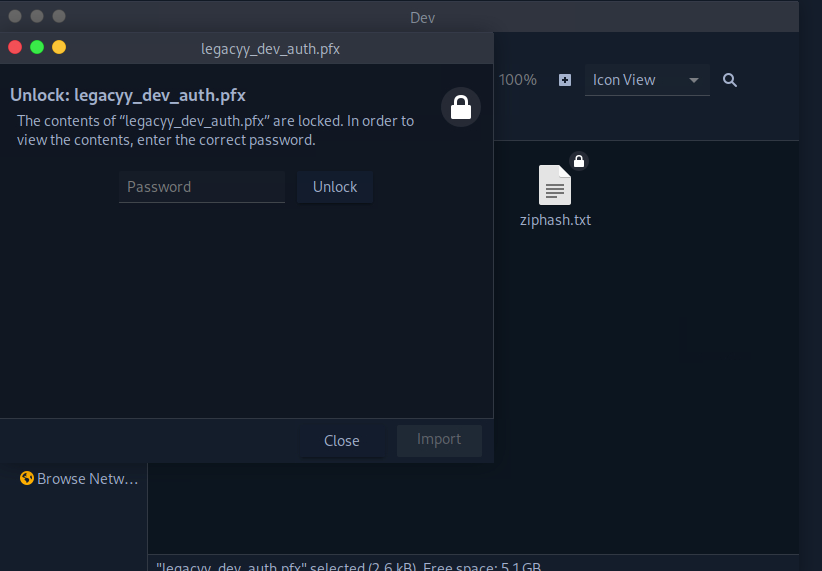 Dev
legacyy_dev_auth.pfx
100%
Icon View
Unlock: legacyy_dev_auth.pfx
The contents of “legacyy_dev_auth.pfx” are locked. In order to
view the contents, enter the correct password.
Password
Unlock
ziphash.txt
Close
Import
Browse Netw...
"legacyy_dev_auth.pfx" selected (2.6 kB), Free space: 5.1 GB